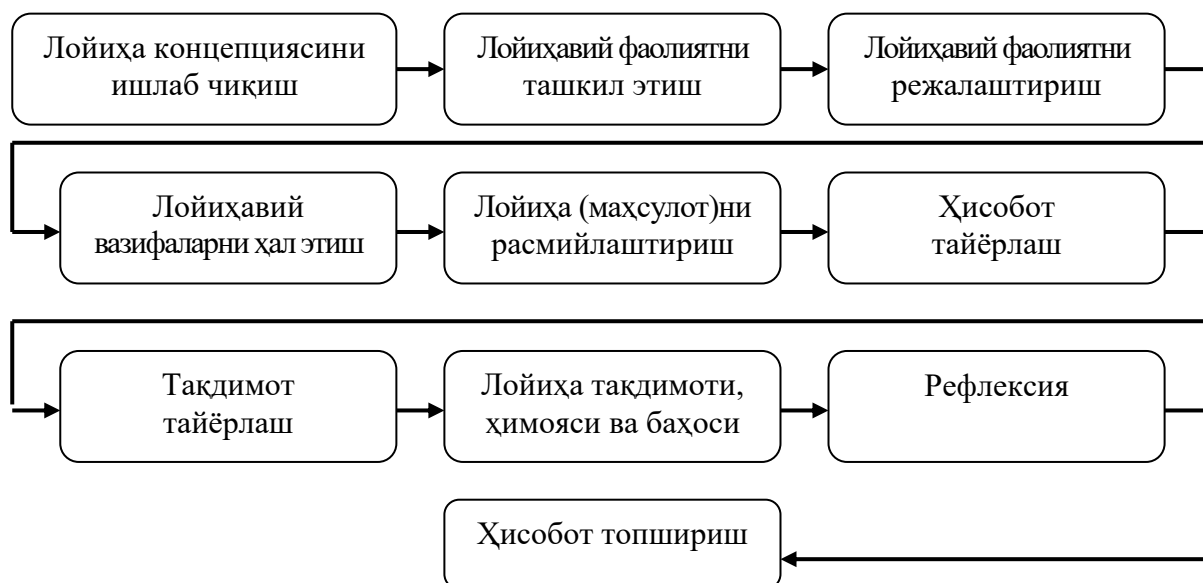 Лойиҳа концепциясини
ишлаб чиқиш
Лойиҳавий фаолиятни
ташкил этиш
Лойиҳавий фаолиятни
режалаштириш
Лойиҳавий
вазифаларни ҳал этиш
Лойиҳа (маҳсулот)ни
расмийлаштириш
Ҳисобот
тайёрлаш
Тақдимот
тайёрлаш
Лойиҳа тақдимоти,
ҳимояси ва баҳоси
Рефлексия
Ҳисобот топшириш